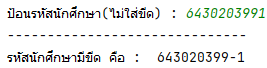 ป้อนรหัสนักศึกษา(ไม่ใส่ขีด) : 6430203991
------------------------------
รหัสนักศึกษามีขีด คือ :  643020399-1